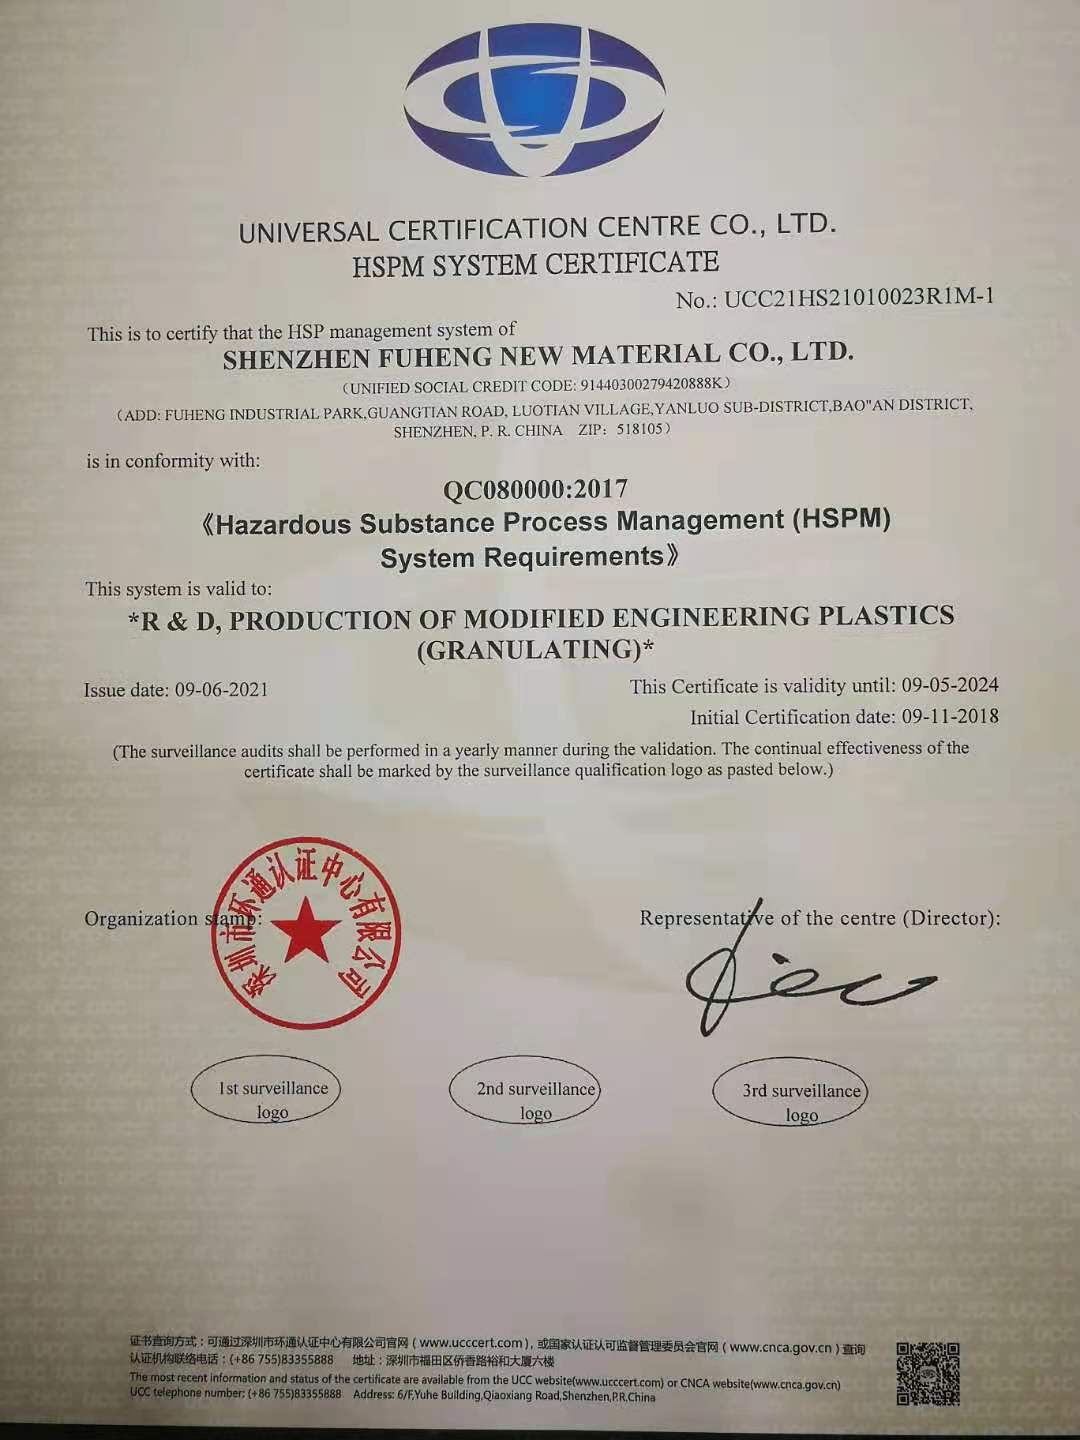 UNIVERSAL CERTIFICATION CENTRE CO., LTD.
HSPM SYSTEM CERTIFICATE
No.: UCC21HS21010023R1M-1
This is to certify that the HSP management system of
SHENZHEN FUHENG NEW MATERIAL CO., LTD.
（UNIFIED SOCIAL CREDIT CODE: 91440300279420888K）
（ADD: FUHENG INDUSTRIAL PARK,GUANGTIAN ROAD, LUOTIAN VILLAGE,YANLUO SUB-DISTRICT,BAO"AN DISTRICT,
SHENZHEN, P. R. CHINA ZIP：518105）
is in conformity with:
QC080000:2017
《Hazardous Substance Process Management (HSPM)
System Requirements》
This system is valid to:
*R & D, PRODUCTION OF MODIFIED ENGINEERING PLASTICS
(GRANULATING)*
Issue date: 09-06-2021
This Certificate is validity until: 09-05-2024
Initial Certification date: 09-11-2018
(The surveillance audits shall be performed in a yearly manner during the validation. The continual effectiveness of the
certificate shall be marked by the surveillance qualification logo as pasted below.)
深圳市环通认证中心有限公司
Organization stamp:
Representative of the centre (Director):
1st surveillance
logo
2nd surveillance
logo
3rd surveillance
logo
证书查询方式：可通过深圳市环通认证中心有限公司官网（www.ucccert.com），或国家认证认可监督管理委员会官网（www.cnca.gov.cn）查询
认证机构联络电话：(+86 755)83355888 地址：深圳市福田区侨香路裕和大厦六楼
The most recent information and status of the certificate are available from the UCC website(www.ucccert.com) or CNCA website(www.cnca.gov.cn)
UCC telephone number: (+86 755)83355888 Address: 6/F,Yuhe Building,Qiaoxiang Road,Shenzhen,P.R.China